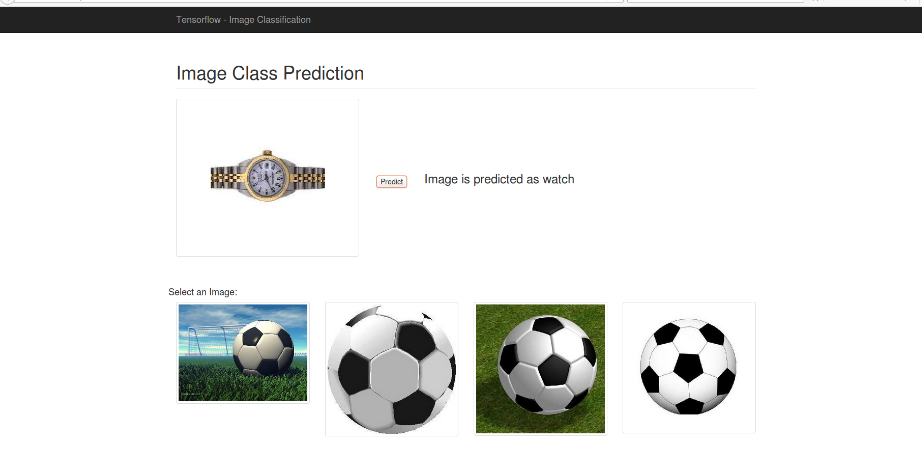 Tensorflow - Image Classification
Image Class Prediction
Predict
Image is predicted as watch
Select an Image: